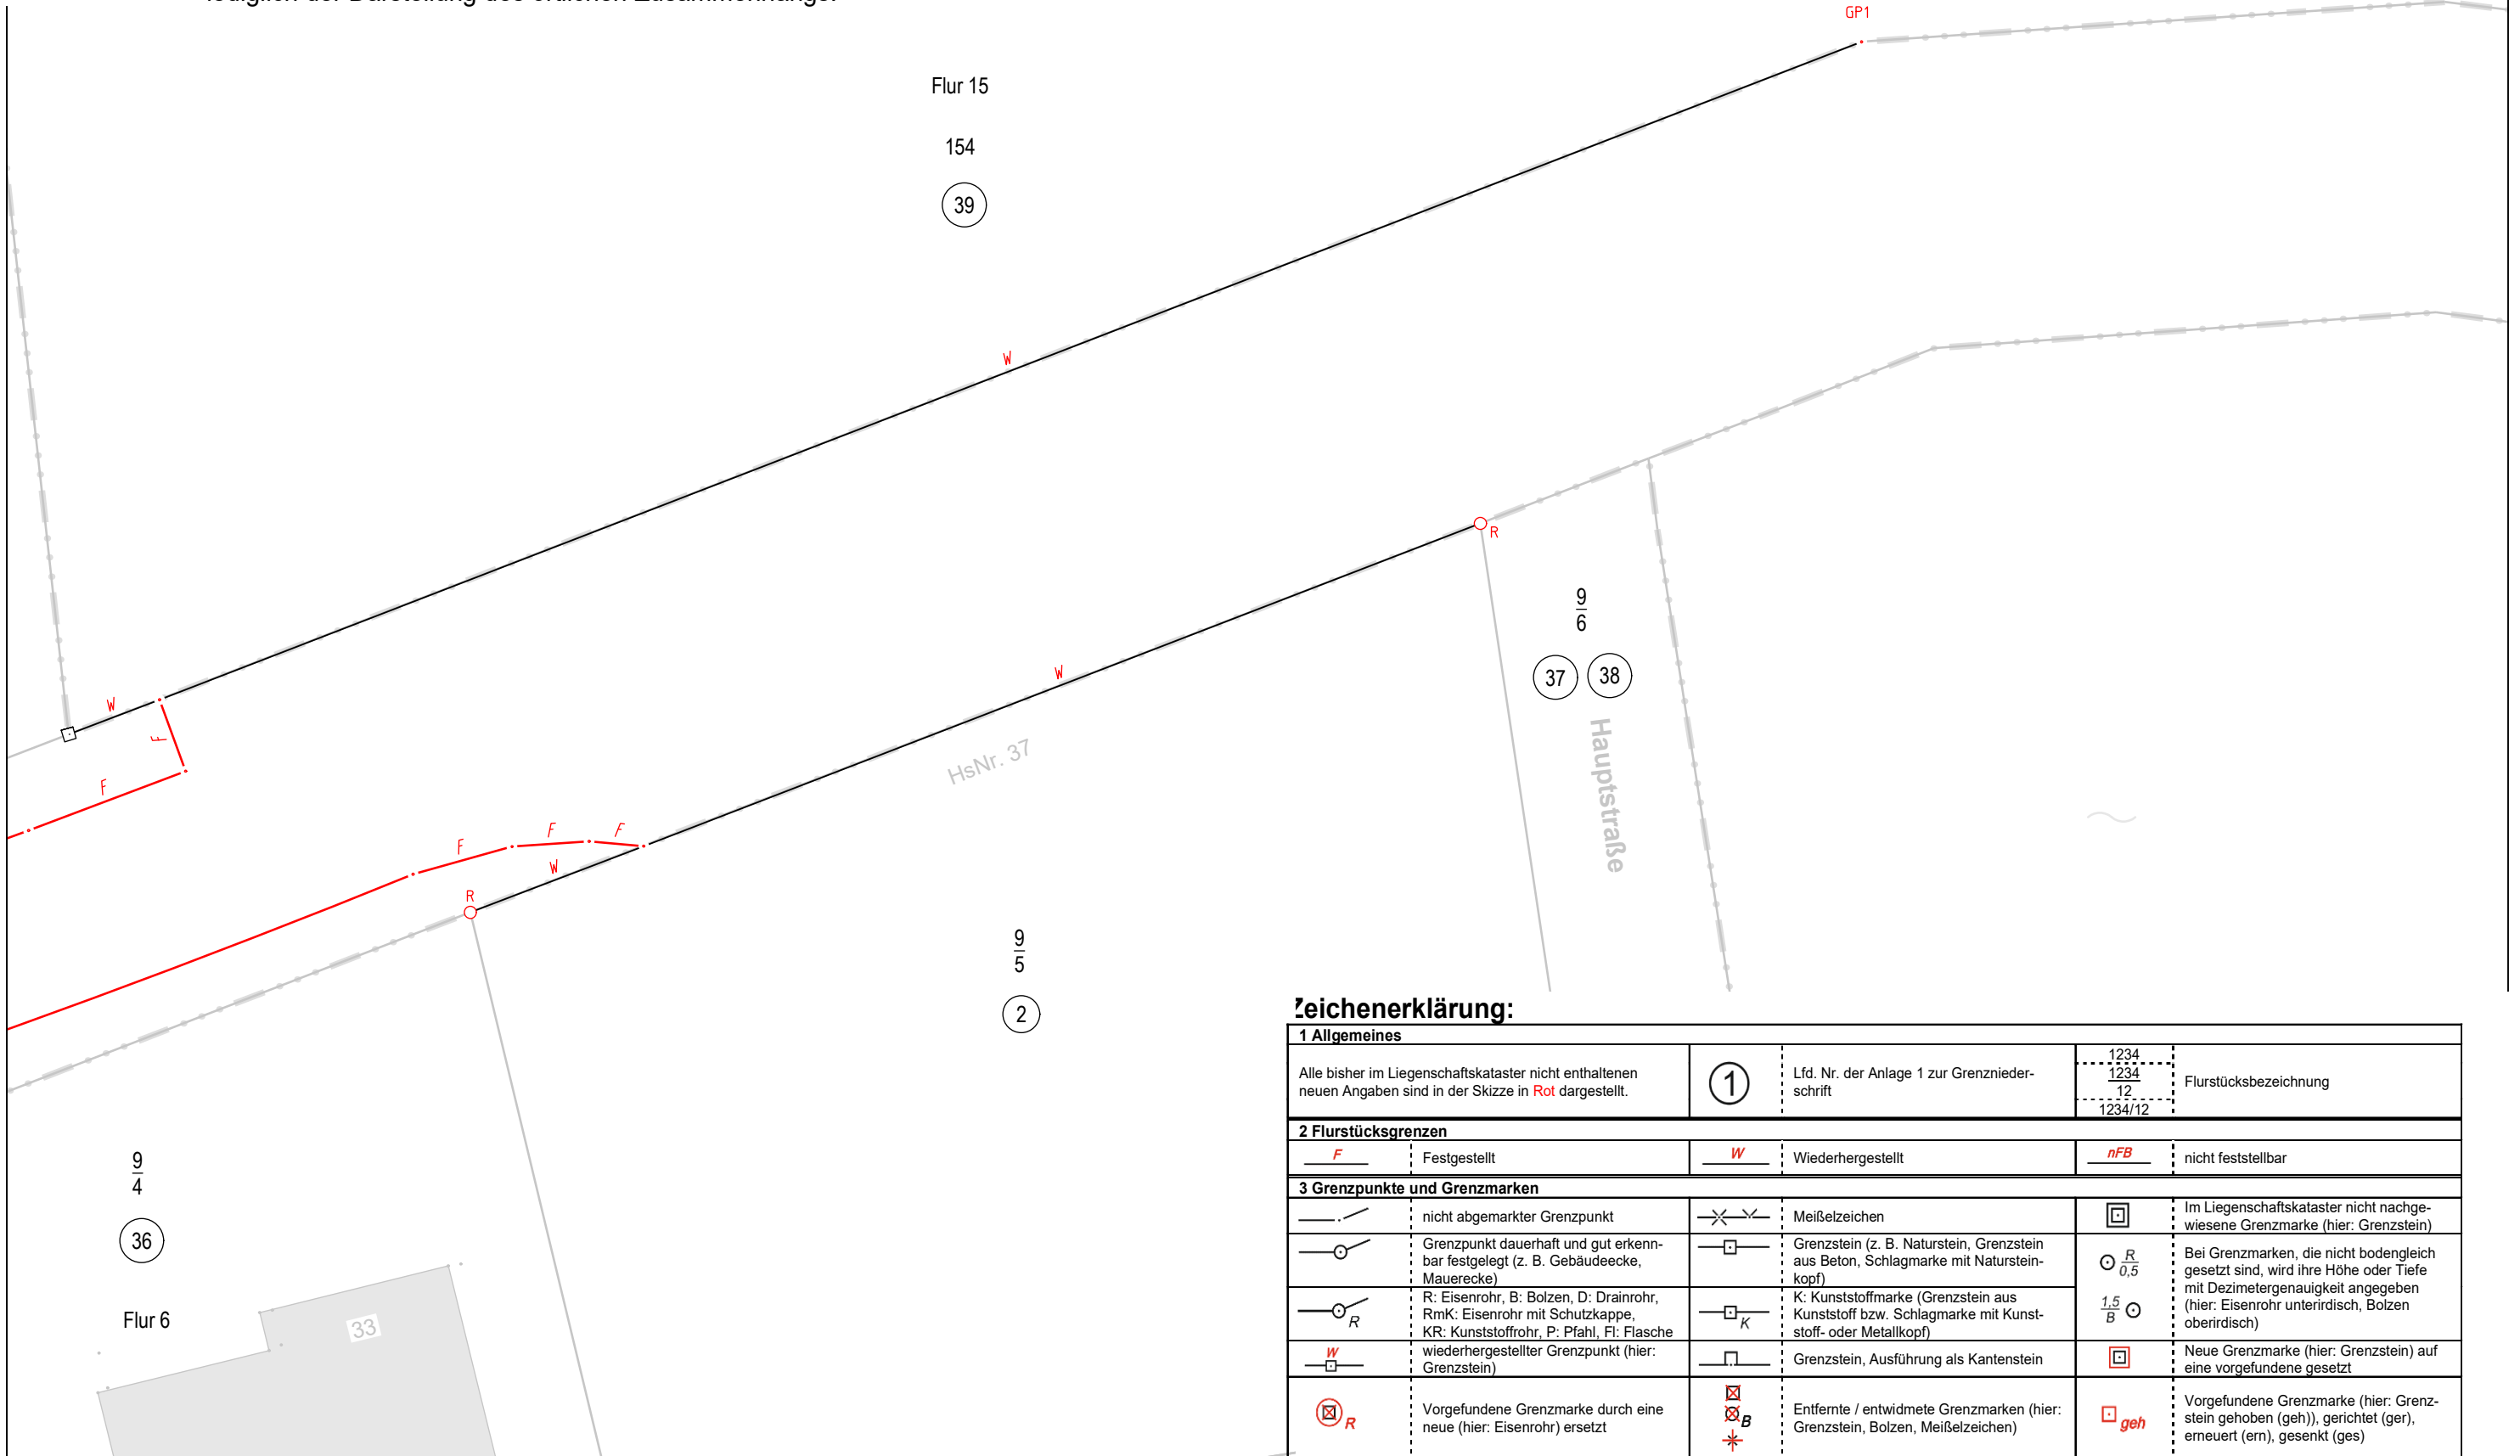 lediglich der Darstellung des örtlichen Zusammenhangs.
GP1
Flur 15
154
39
W
R
9
6
37 38
W
W
Hauptstraße
F
HsNr. 37
F
F
F
F
W
R
9
5
2
9
4
36
Flur 6
33
Zeichenerklärung:
1 Allgemeines
Alle bisher im Liegenschaftskataster nicht enthaltenen
neuen Angaben sind in der Skizze in Rot dargestellt.
1
Lfd. Nr. der Anlage 1 zur Grenznieder-
schrift
1234
1234
12
1234/12
Flurstücksbezeichnung
2 Flurstücksgrenzen
F
Festgestellt
W
Wiederhergestellt
nFB
nicht feststellbar
3 Grenzpunkte und Grenzmarken
nicht abgemarkter Grenzpunkt
Meißelzeichen
Im Liegenschaftskataster nicht nachge-
wiesene Grenzmarke (hier: Grenzstein)
Grenzpunkt dauerhaft und gut erkenn-
bar festgelegt (z. B. Gebäudeecke,
Mauerecke)
Grenzstein (z. B. Naturstein, Grenzstein
aus Beton, Schlagmarke mit Naturstein-
kopf)
R
0,5
1,5
B
Bei Grenzmarken, die nicht bodengleich
gesetzt sind, wird ihre Höhe oder Tiefe
mit Dezimetergenauigkeit angegeben
(hier: Eisenrohr unterirdisch, Bolzen
oberirdisch)
R
R: Eisenrohr, B: Bolzen, D: Drainrohr,
RmK: Eisenrohr mit Schutzkappe,
KR: Kunststoffrohr, P: Pfahl, Fl: Flasche
K
K: Kunststoffmarke (Grenzstein aus
Kunststoff bzw. Schlagmarke mit Kunst-
stoff- oder Metallkopf)
W
wiederhergestellter Grenzpunkt (hier:
Grenzstein)
Grenzstein, Ausführung als Kantenstein
Neue Grenzmarke (hier: Grenzstein) auf
eine vorgefundene gesetzt
R
Vorgefundene Grenzmarke durch eine
neue (hier: Eisenrohr) ersetzt
B
Entfernte / entwidmete Grenzmarken (hier:
Grenzstein, Bolzen, Meißelzeichen)
geh
Vorgefundene Grenzmarke (hier: Grenz-
stein gehoben (geh)), gerichtet (ger),
erneuert (ern), gesenkt (ges)